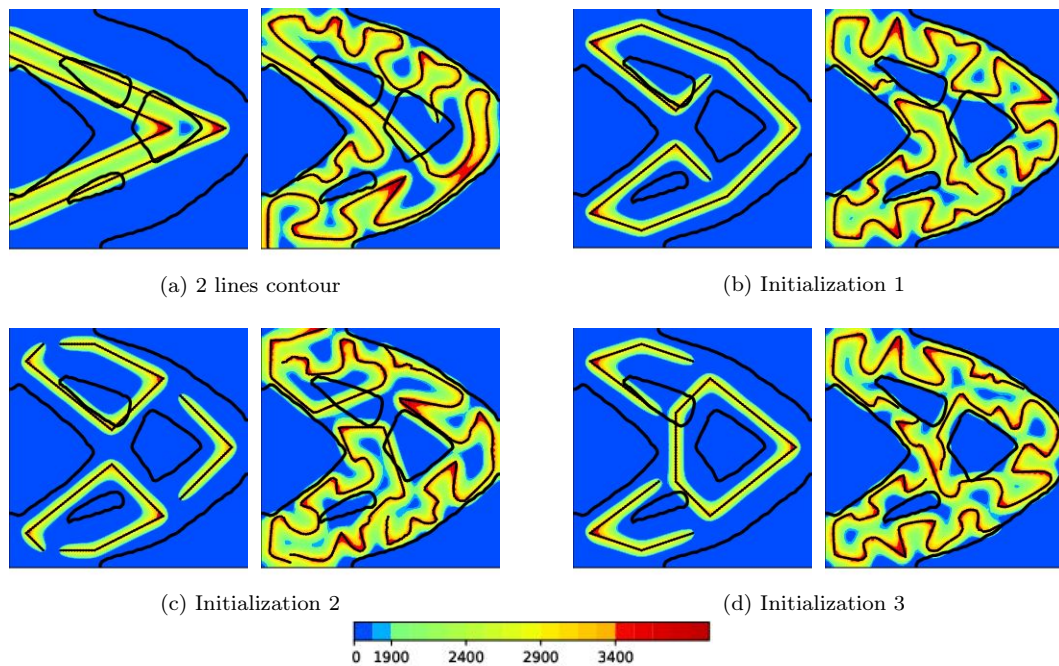 (a) 2 lines contour
(b) Initialization 1
(c) Initialization 2
(d) Initialization 3
0 1900 2400 2900 3400